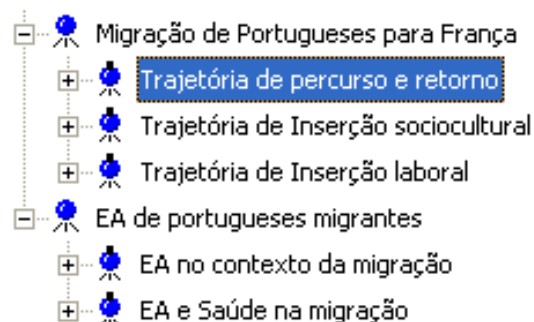 Migração de Portugueses para França
Trajetória de percurso e retorno
Trajetória de Inserção sociocultural
Trajetória de Inserção laboral
EA de portugueses migrantes
EA no contexto da migração
EA e Saúde na migração